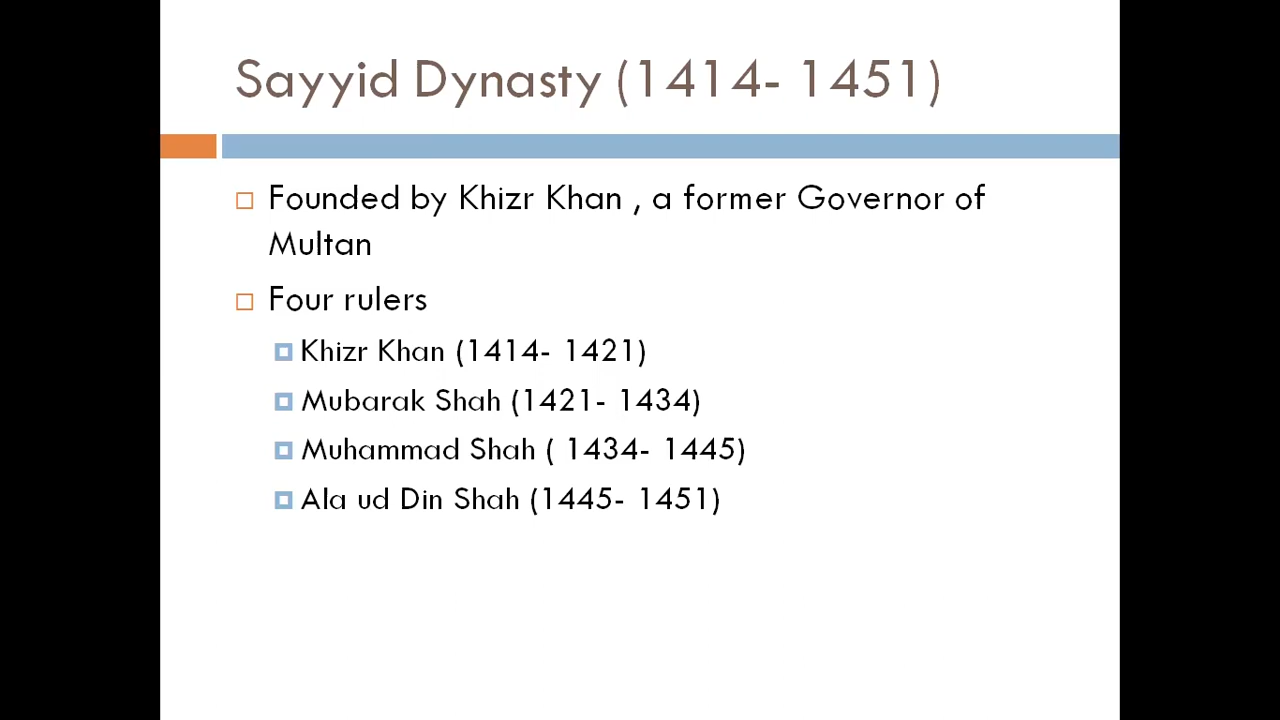 Sayyid Dynasty (1414- 1451)
Founded by Khizr Khan , a former Governor of
Multan
Four rulers
Khizr Khan (1414- 1421)
Mubarak Shah (1421- 1434)
Muhammad Shah ( 1434- 1445)
Ala ud Din Shah (1445- 1451)